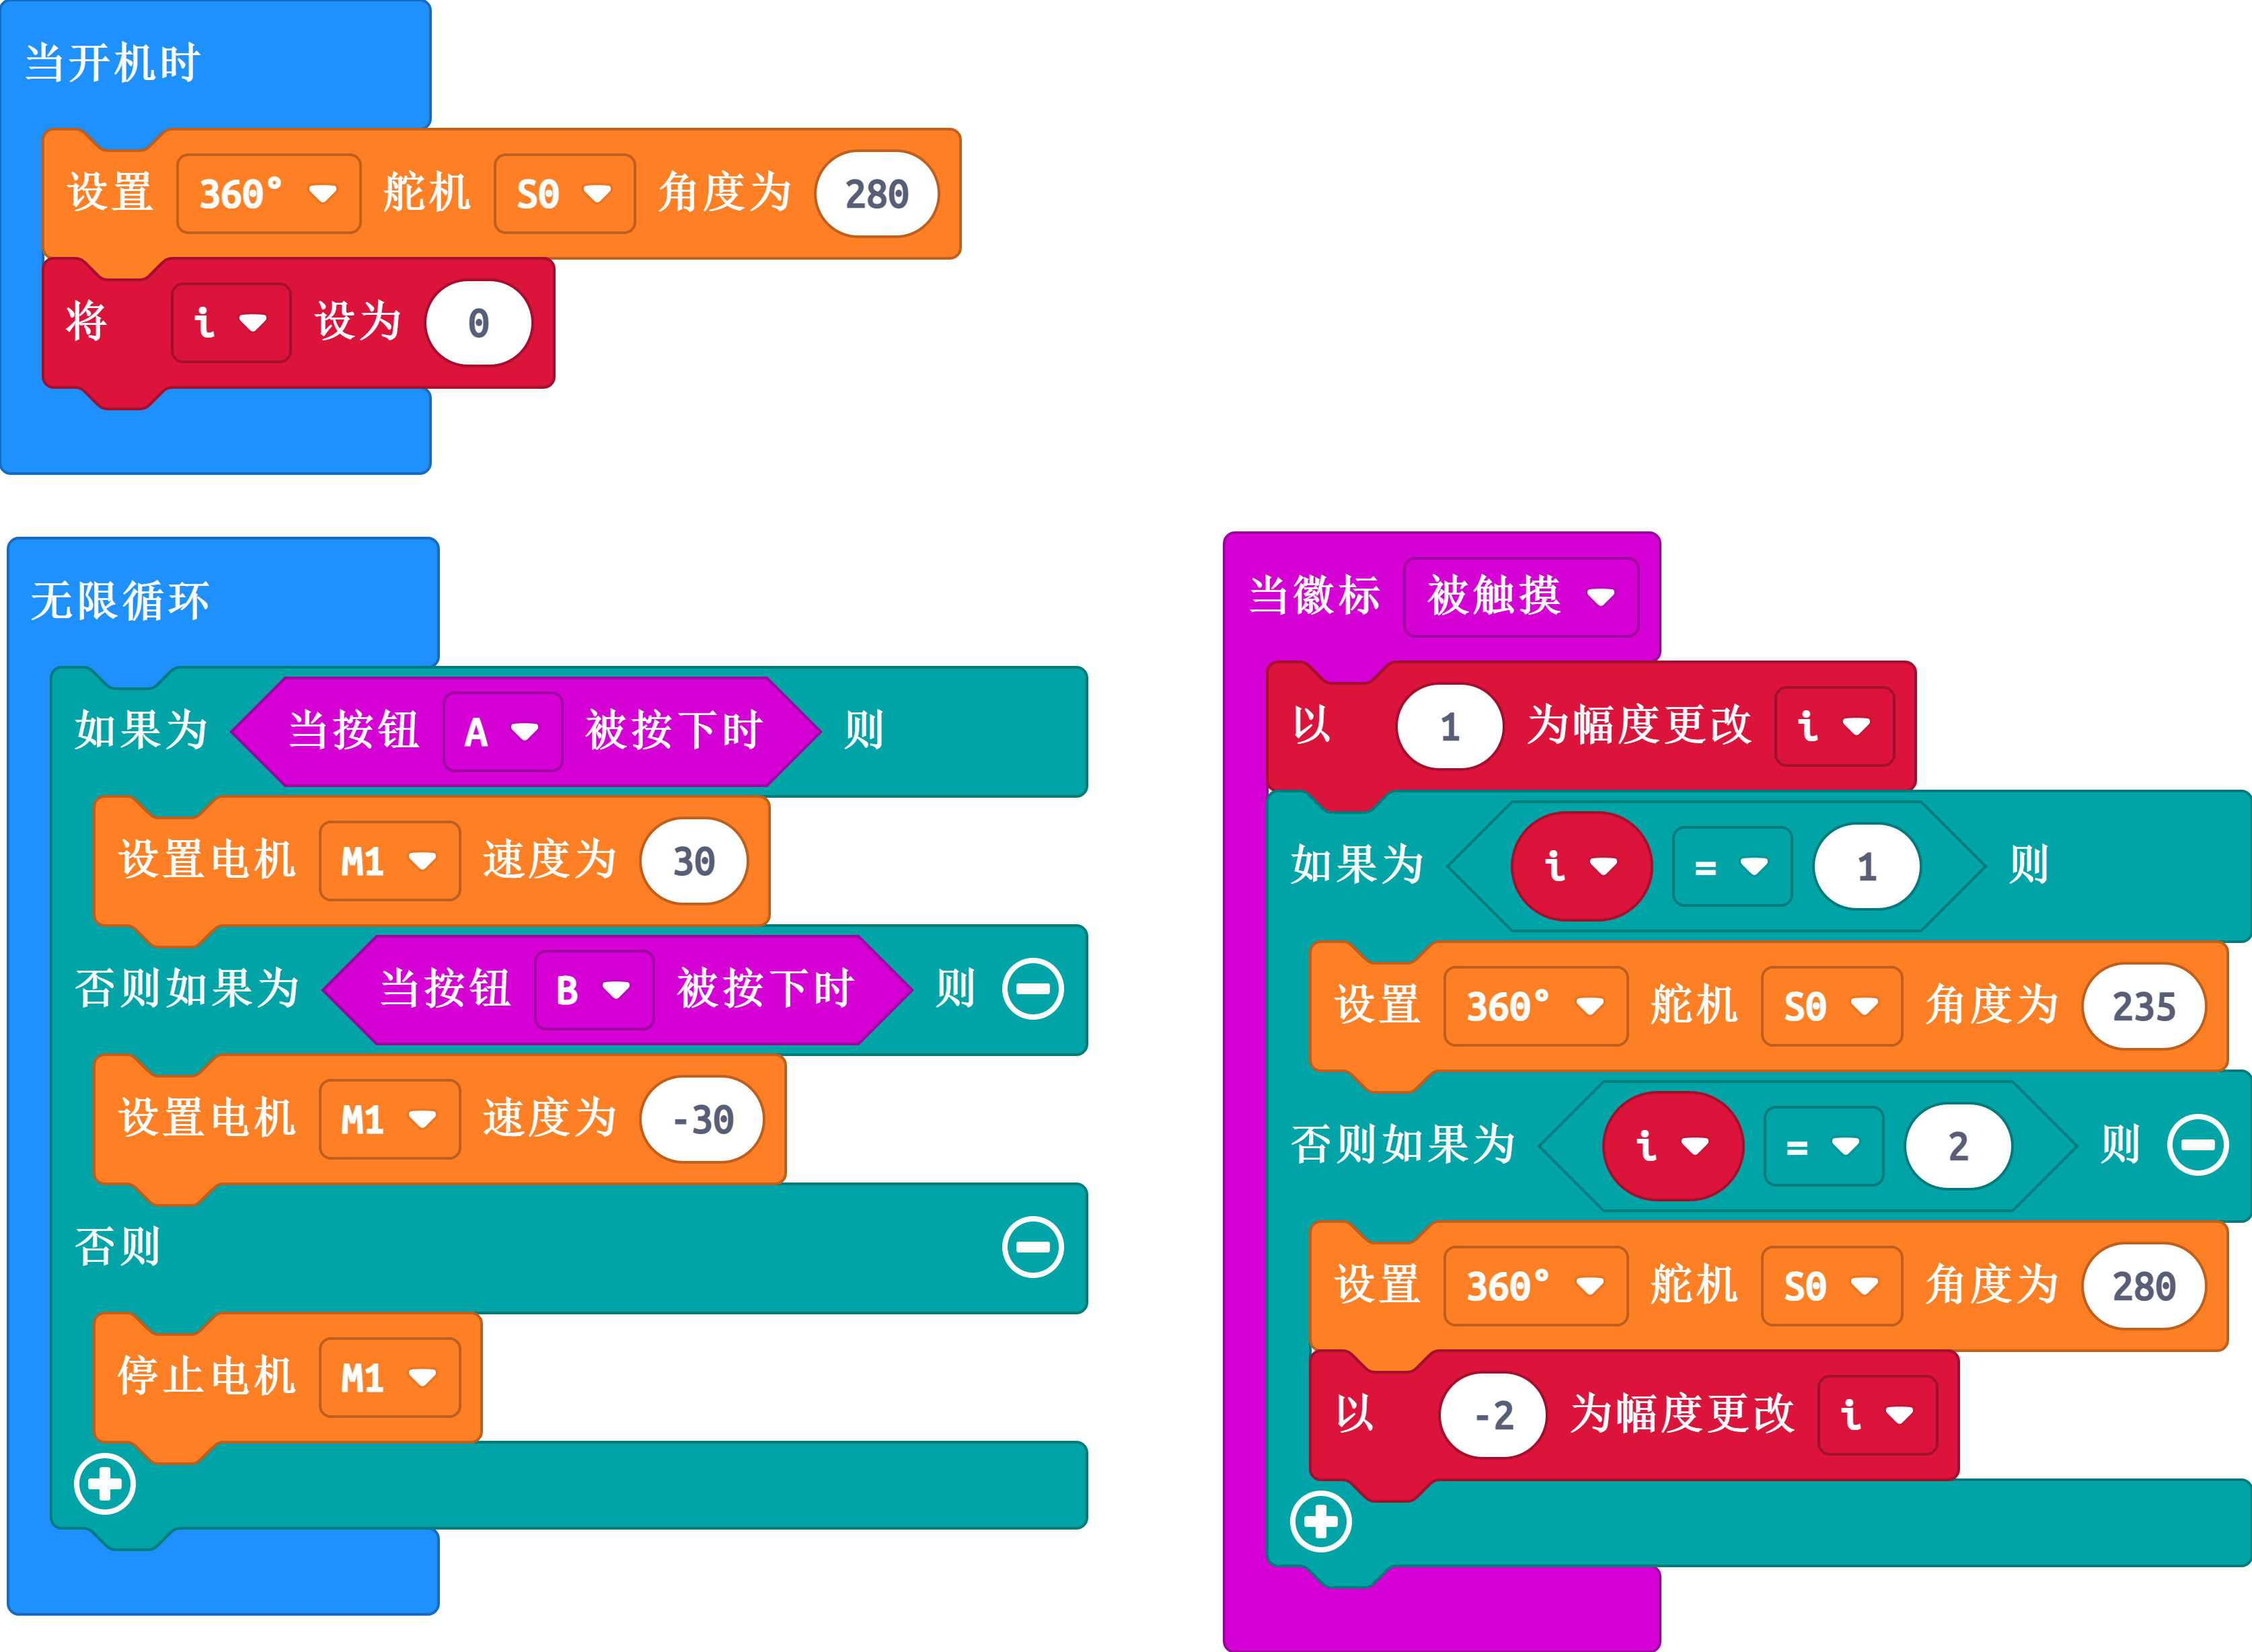 当开机时
设置 360° 舵机 S0 角度为 280
将 i 设为 0
无限循环
如果为 当按钮 A 被按下时 则
设置电机 M1 速度为 30
否则如果为 当按钮 B 被按下时 则
设置电机 M1 速度为 -30
否则
停止电机 M1
当徽标 被触摸
以 1 为幅度更改 i
如果为 i = 1 则
设置 360° 舵机 S0 角度为 235
否则如果为 i = 2 则
设置 360° 舵机 S0 角度为 280
以 -2 为幅度更改 i